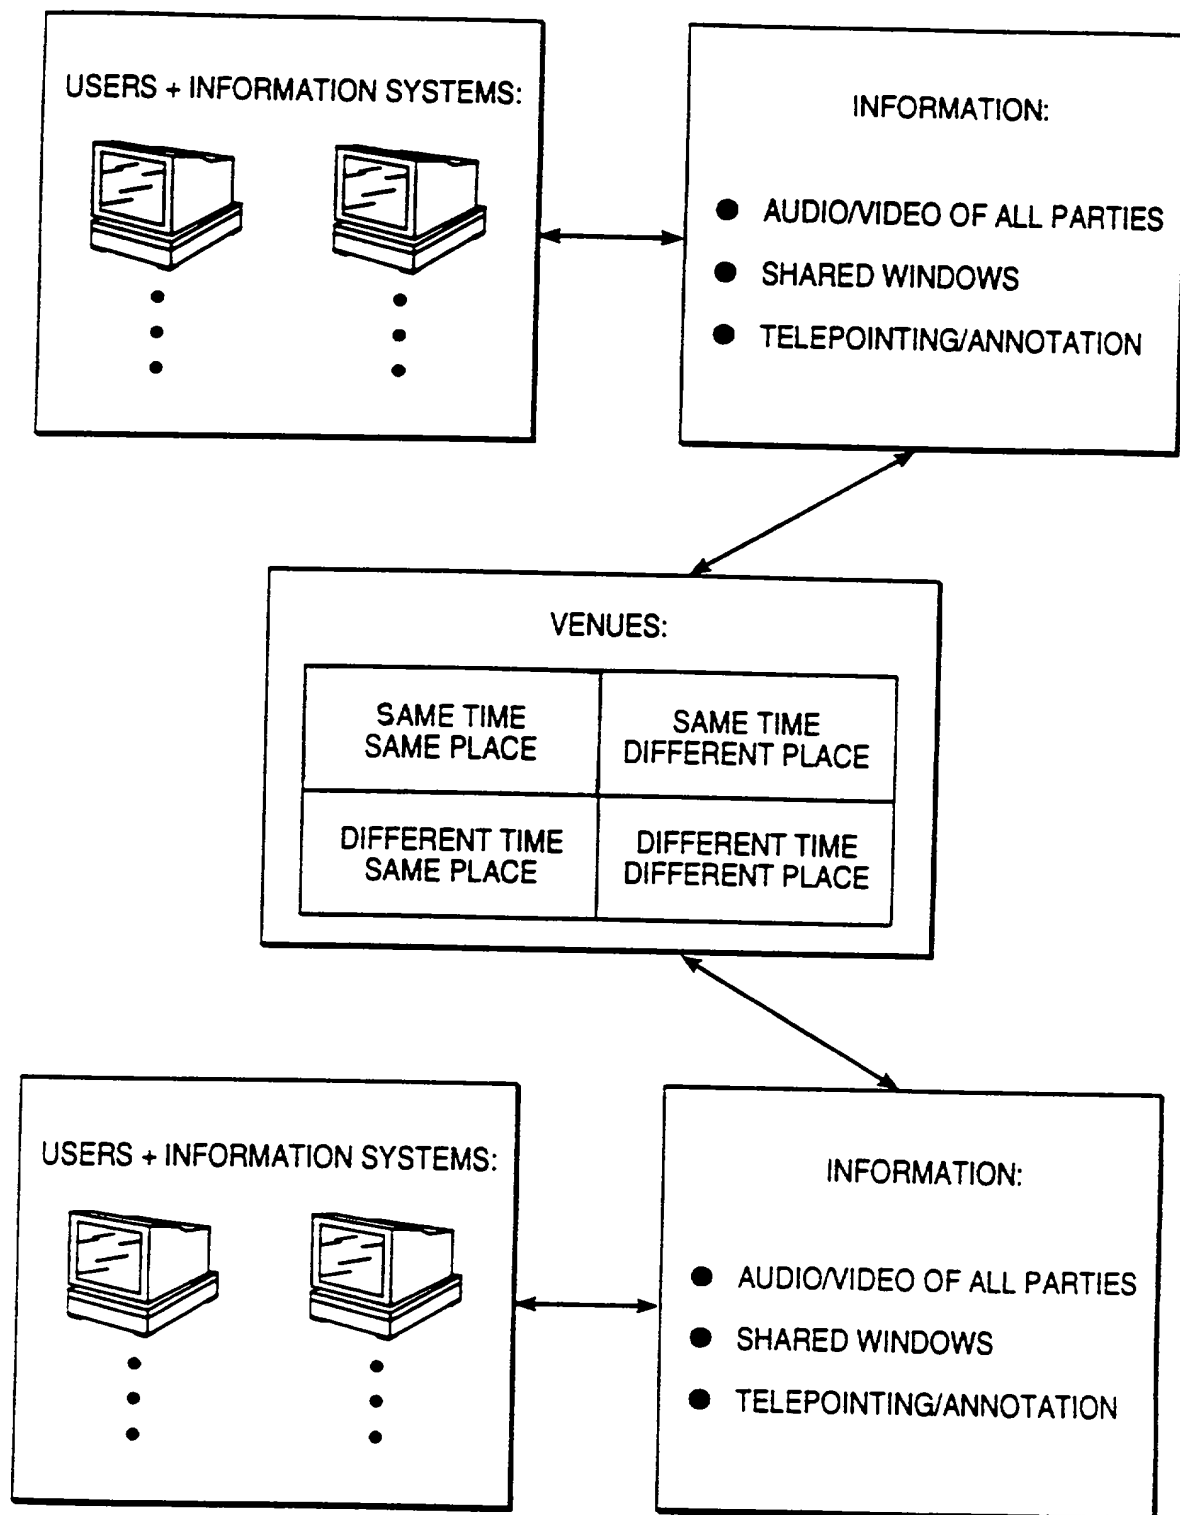 USERS + INFORMATION SYSTEMS:
INFORMATION:
● AUDIO/VIDEO OF ALL PARTIES
● SHARED WINDOWS
● TELEPOINTING/ANNOTATION
VENUES:
SAME TIME
SAME PLACE
SAME TIME
DIFFERENT PLACE
DIFFERENT TIME
SAME PLACE
DIFFERENT TIME
DIFFERENT PLACE
USERS + INFORMATION SYSTEMS:
INFORMATION:
● AUDIO/VIDEO OF ALL PARTIES
● SHARED WINDOWS
● TELEPOINTING/ANNOTATION